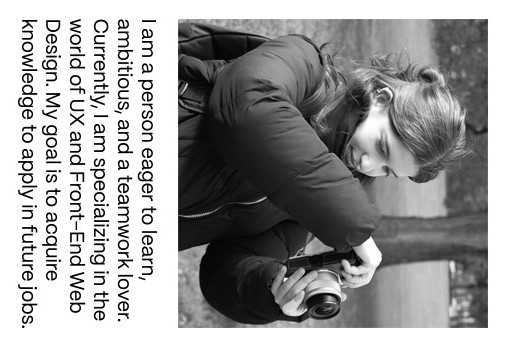 I am a person eager to learn,
ambitious, and a teamwork lover.
Currently, I am specializing in the
world of UX and Front-End Web
Design. My goal is to acquire
knowledge to apply in future jobs.